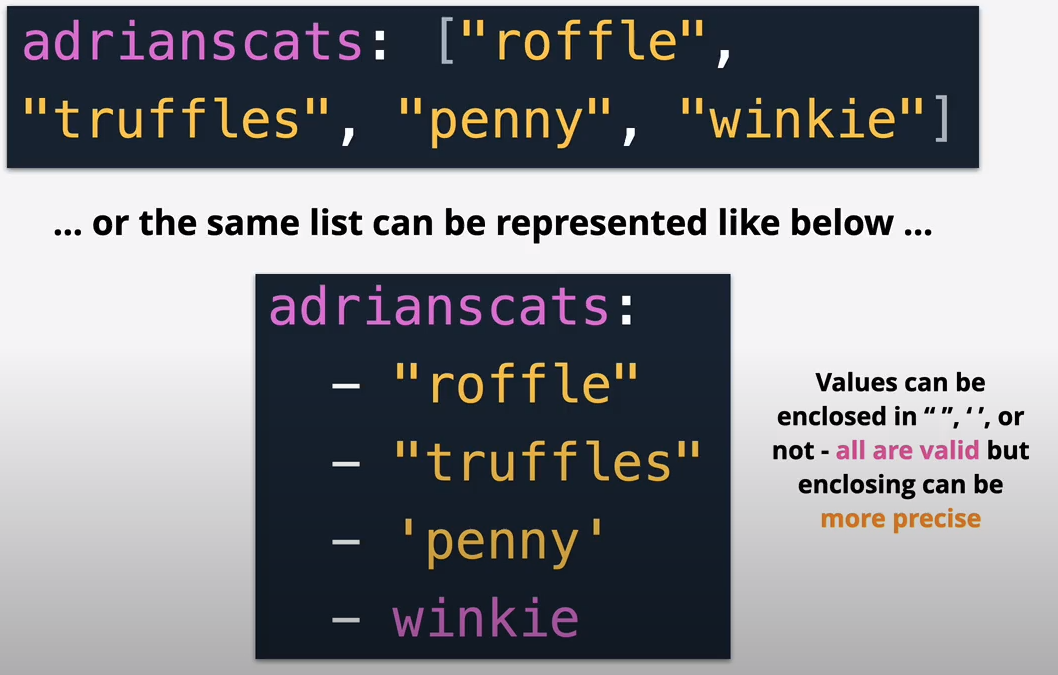 adrianscats: ["roffle",
"truffles", "penny", "winkie"]
... or the same list can be represented like below ...
adrianscats:
– "roffle"
– "truffles"
– 'penny'
– winkie
Values can be
enclosed in “ ”, ‘ ’, or
not - all are valid but
enclosing can be
more precise